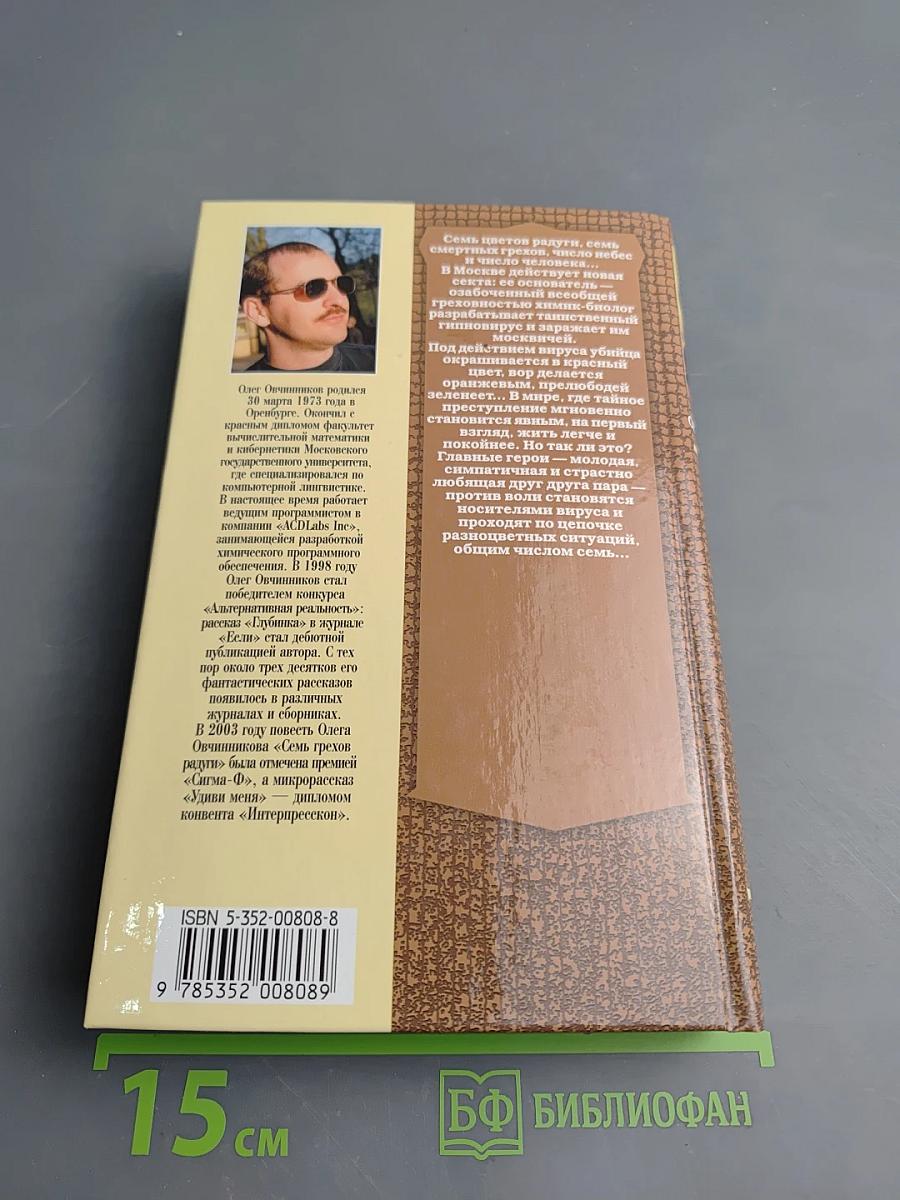 Олег Овчинников родился
30 марта 1973 года в
Оренбурге. Окончил с
красным дипломом факультет
вычислительной математики
и кибернетики Московского
государственного университета,
где специализировался по
компьютерной лингвистике.
В настоящее время работает
ведущим программистом в
компании «ACDLabs Inc»,
занимающейся разработкой
химического программного
обеспечения. В 1998 году
Олег Овчинников стал
победителем конкурса
«Альтернативная реальность»:
рассказ «Глубинка» в журнале
«Если» стал дебютной
публикацией автора. С тех
пор около трех десятков его
фантастических рассказов
появилось в различных
журналах и сборниках.
В 2003 году повесть Олега
Овчинникова «Семь грехов
радуги» была отмечена премией
«Сигма-Ф», а микрорассказ
«Удиви меня» — дипломом
конвента «Интерпресскон».
ISBN 5-352-00808-8
9 785352 008089
Семь цветов радуги, семь
смертных грехов, число небес
и число человека...
В Москве действует новая
секта: ее основатель —
озабоченный всеобщей
греховностью химик-биолог
разрабатывает таинственный
гипновирус и заражает им
москвичей.
Под действием вируса убийца
окрашивается в красный
цвет, вор делается
оранжевым, прелюбодей
зеленеет... В мире, где тайное
преступление мгновенно
становится явным, на первый
взгляд, жить легче и
покойнее. Но так ли это?
Главные герои — молодая,
симпатичная и страстно
любящая друг друга пара —
против воли становятся
носителями вируса и
проходят по цепочке
разноцветных ситуаций,
общим числом семь...
15 см
БФ БИБЛИОФАН